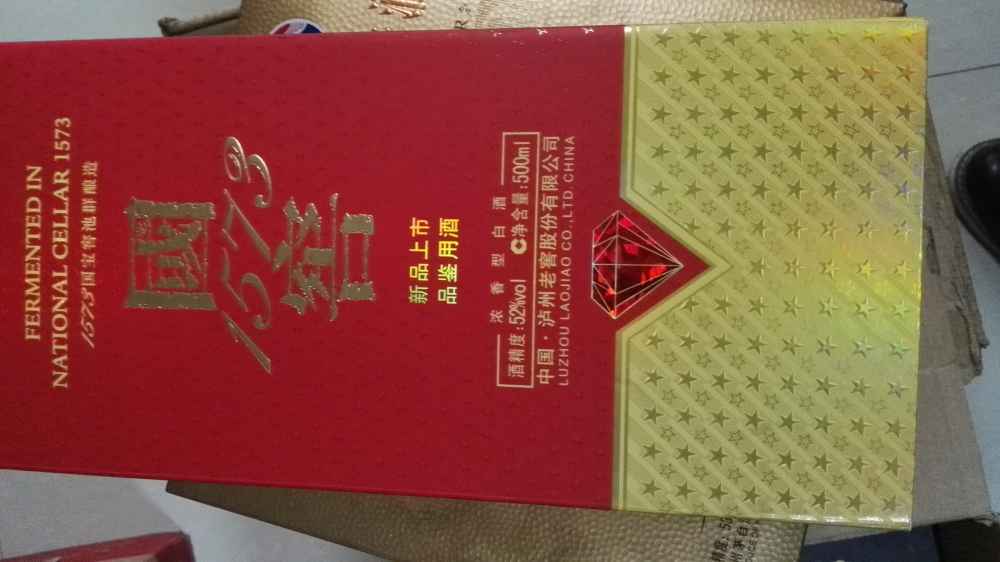 FERMENTED IN
NATIONAL CELLAR 1573
1573国宝窖池群酿造
國窖
1573
新品上市
品鉴用酒
浓香型白酒
酒精度:52%vol 净含量:500ml
中国·泸州老窖股份有限公司
LUZHOU LAOJIAO CO.,LTD.CHINA